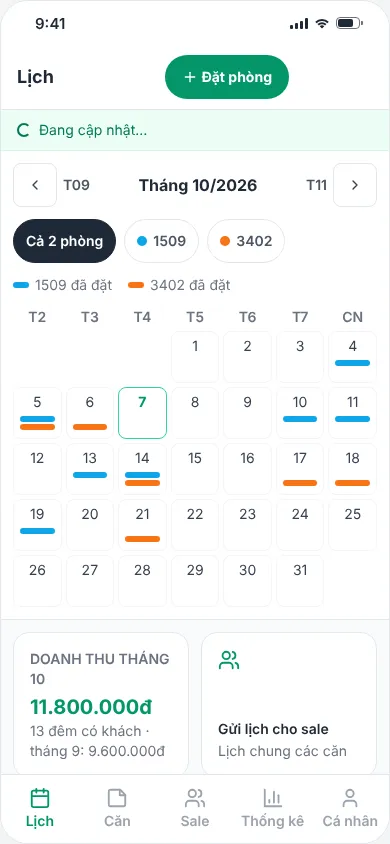 9:41
Lịch
+ Đặt phòng
Đang cập nhật...
T09
Tháng 10/2026
T11
Cả 2 phòng
1509
3402
1509 đã đặt
3402 đã đặt
T2 T3 T4 T5 T6 T7 CN
1 2 3 4
5 6 7 8 9 10 11
12 13 14 15 16 17 18
19 20 21 22 23 24 25
26 27 28 29 30 31
DOANH THU THÁNG
10
11.800.000đ
13 đêm có khách ·
tháng 9: 9.600.000đ
Gửi lịch cho sale
Lịch chung các căn
Lịch
Căn
Sale
Thống kê
Cá nhân